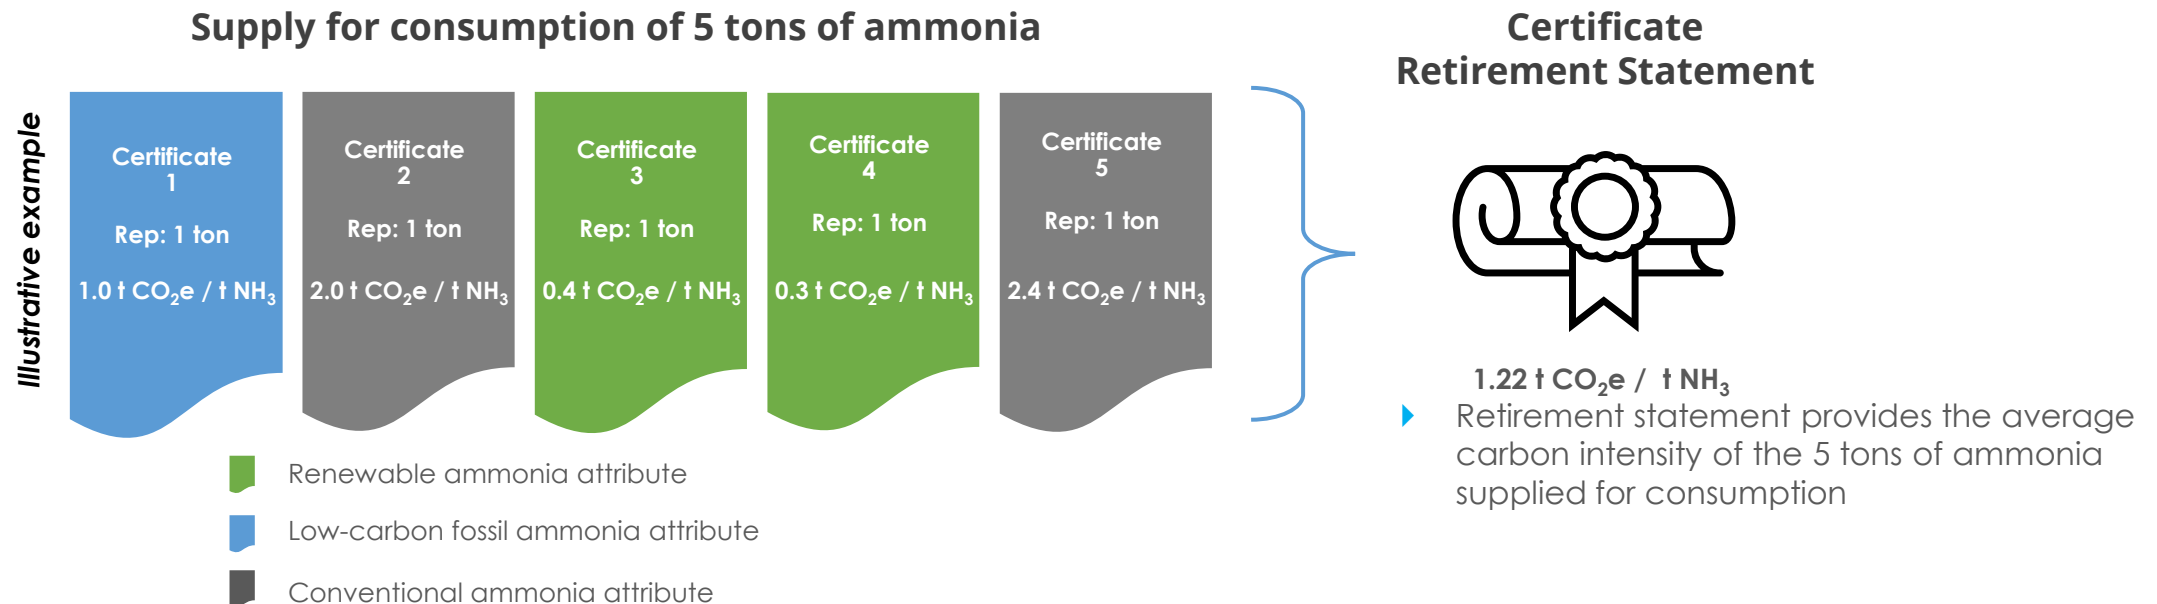 Supply for consumption of 5 tons of ammonia
Certificate
Retirement Statement
Illustrative example
Certificate
1
Rep: 1 ton
1.0 t CO₂e / t NH₃
Certificate
2
Rep: 1 ton
2.0 t CO₂e / t NH₃
Certificate
3
Rep: 1 ton
0.4 t CO₂e / t NH₃
Certificate
4
Rep: 1 ton
0.3 t CO₂e / t NH₃
Certificate
5
Rep: 1 ton
2.4 t CO₂e / t NH₃
1.22 t CO₂e / t NH₃
Retirement statement provides the average
carbon intensity of the 5 tons of ammonia
supplied for consumption
Renewable ammonia attribute
Low-carbon fossil ammonia attribute
Conventional ammonia attribute